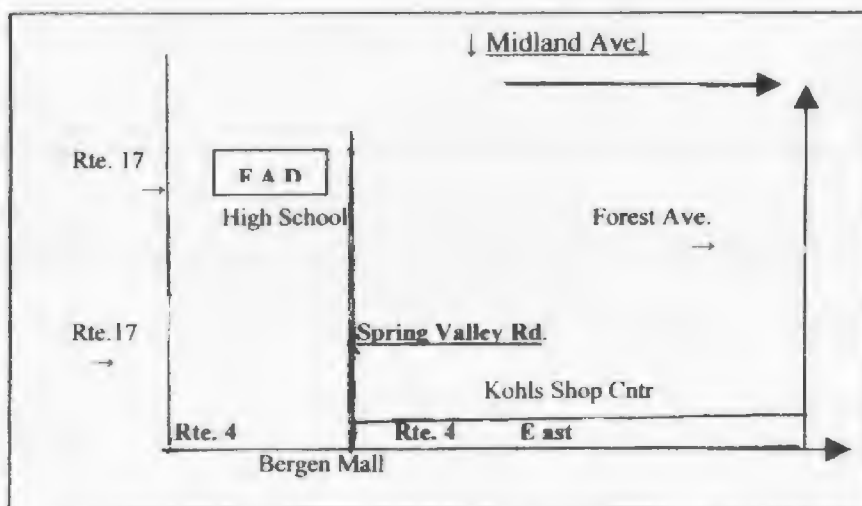 ↓ Midland Ave↓
Rte. 17
F A D
High School
Forest Ave.
→
→
Rte.17
→
Spring Valley Rd.
Kohls Shop Cntr
Rte. 4
Rte. 4 East
Bergen Mall